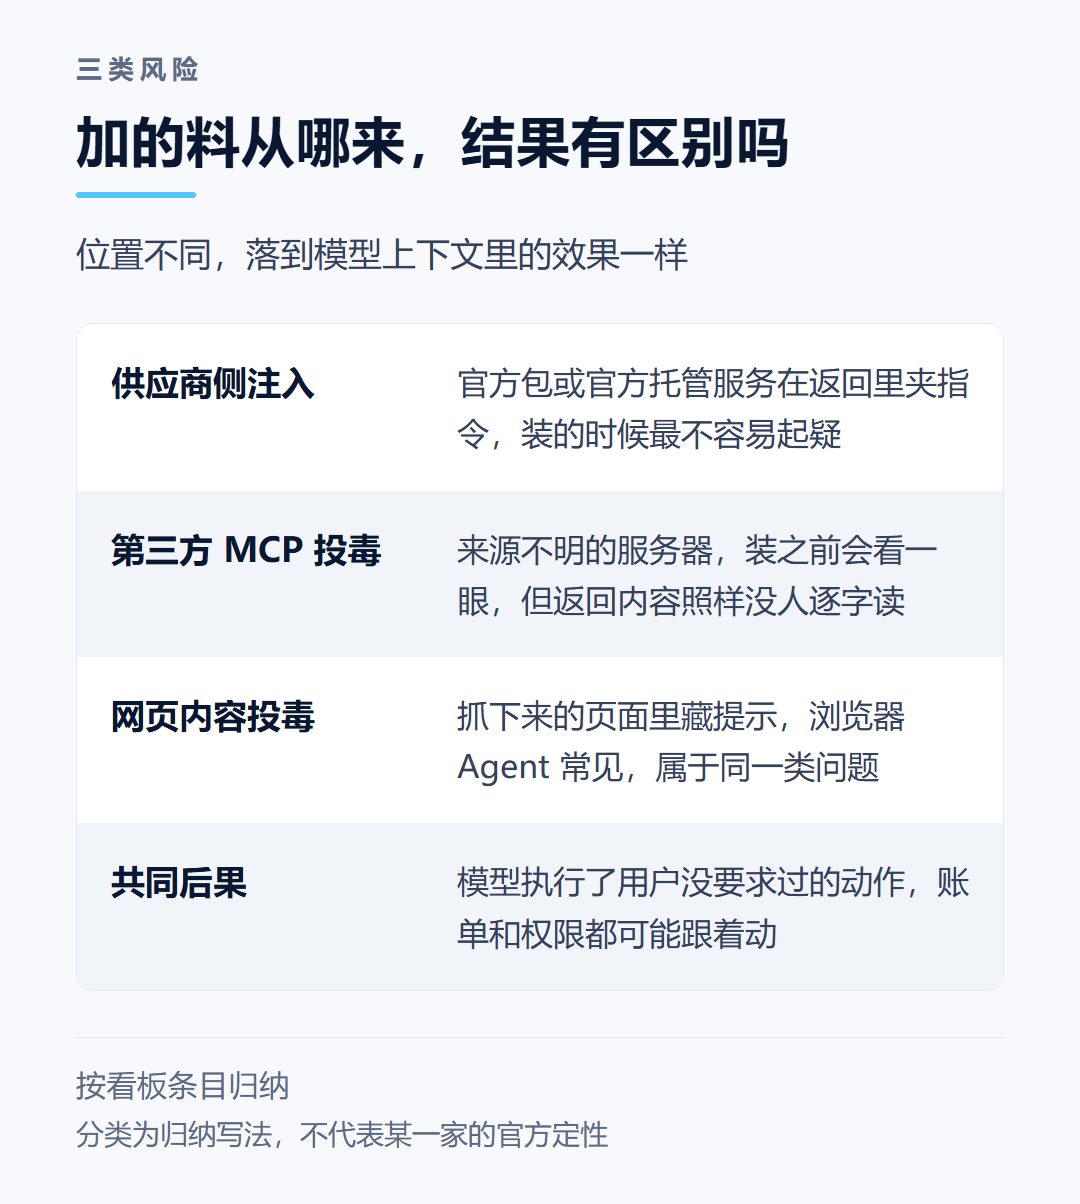 三类风险
加的料从哪来，结果有区别吗
位置不同，落到模型上下文里的效果一样
供应商侧注入
官方包或官方托管服务在返回里夹指
令，装的时候最不容易起疑
第三方 MCP 投毒
来源不明的服务器，装之前会看一
眼，但返回内容照样没人逐字读
网页内容投毒
抓下来的页面里藏提示，浏览器
Agent 常见，属于同一类问题
共同后果
模型执行了用户没要求过的动作，账
单和权限都可能跟着动
按看板条目归纳
分类为归纳写法，不代表某一家的官方定性